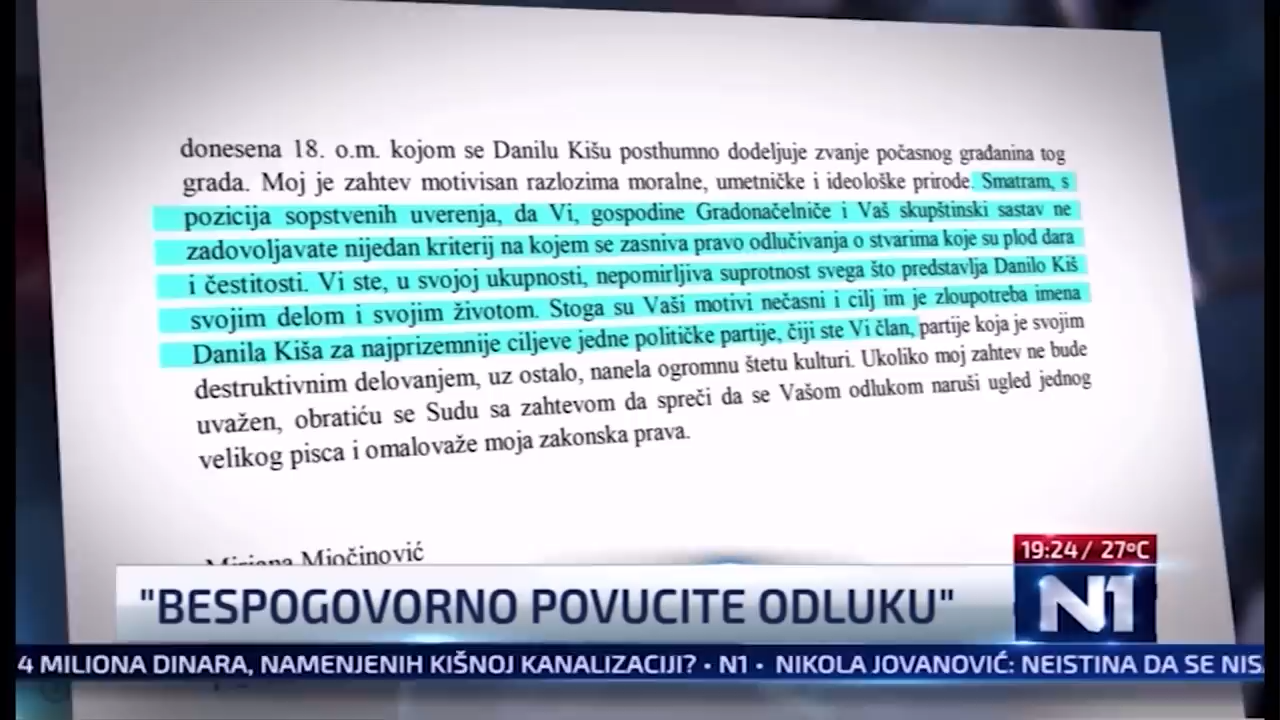 donesena 18. o.m. kojom se Danilu Kišu posthumno dodeljuje zvanje počasnog građanina tog
grada. Moj je zahtev motivisan razlozima moralne, umetničke i ideološke prirode. Smatram, s
pozicija sopstvenih uverenja, da Vi, gospodine Gradonačelniče i Vaš skupštinski sastav ne
zadovoljavate nijedan kriterij na kojem se zasniva pravo odlučivanja o stvarima koje su plod dara
i čestitosti. Vi ste, u svojoj ukupnosti, nepomirljiva suprotnost svega što predstavlja Danilo Kiš
svojim delom i svojim životom. Stoga su Vaši motivi nečasni i cilj im je zloupotreba imena
Danila Kiša za najprizemnije ciljeve jedne političke partije, čiji ste Vi član, partije koja je svojim
destruktivnim delovanjem, uz ostalo, nanela ogromnu štetu kulturi. Ukoliko moj zahtev ne bude
uvažen, obratiću se Sudu sa zahtevom da spreči da se Vašom odlukom naruši ugled jednog
velikog pisca i omalovaže moja zakonska prava.
Mirjana Miočinović
19:24 / 27°C
N1
"BESPOGOVORNO POVUCITE ODLUKU"
4 MILIONA DINARA, NAMENJENIH KIŠNOJ KANALIZACIJI? • N1 • NIKOLA JOVANOVIĆ: NEISTINA DA SE NIS